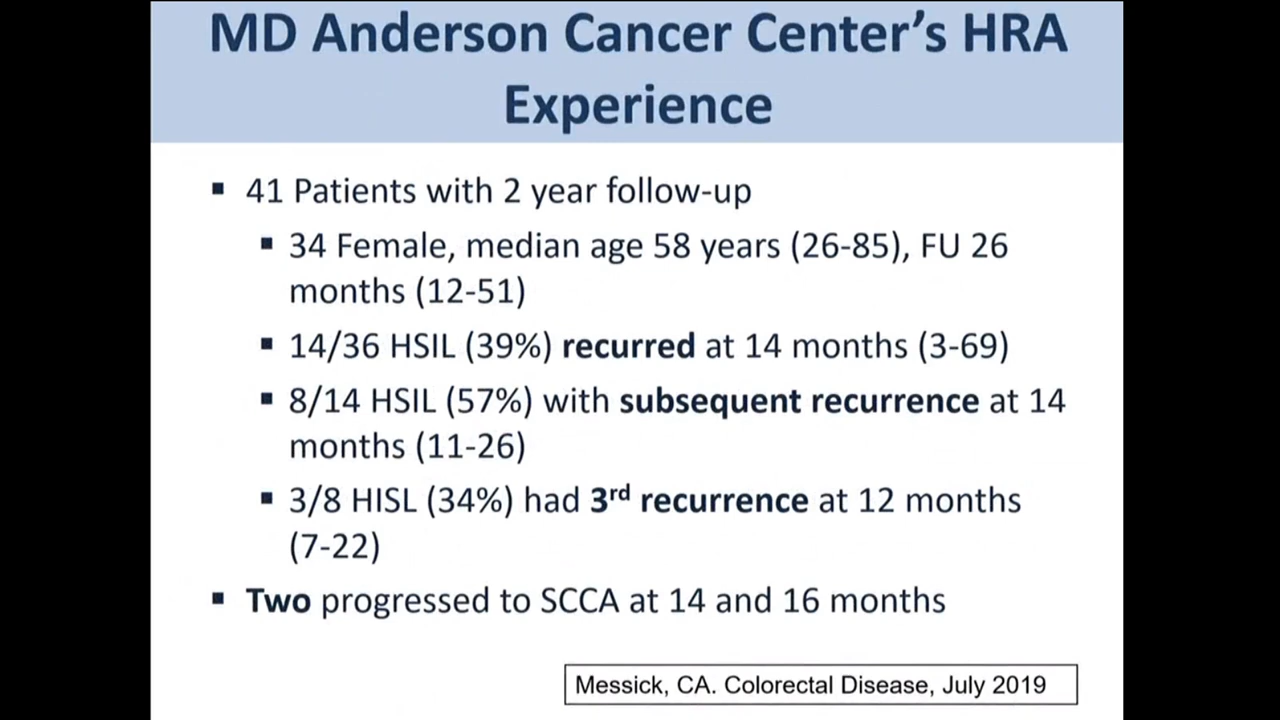 MD Anderson Cancer Center’s HRA
Experience
▪ 41 Patients with 2 year follow-up
▪ 34 Female, median age 58 years (26-85), FU 26
months (12-51)
▪ 14/36 HSIL (39%) recurred at 14 months (3-69)
▪ 8/14 HSIL (57%) with subsequent recurrence at 14
months (11-26)
▪ 3/8 HISL (34%) had 3rd recurrence at 12 months
(7-22)
▪ Two progressed to SCCA at 14 and 16 months
Messick, CA. Colorectal Disease, July 2019